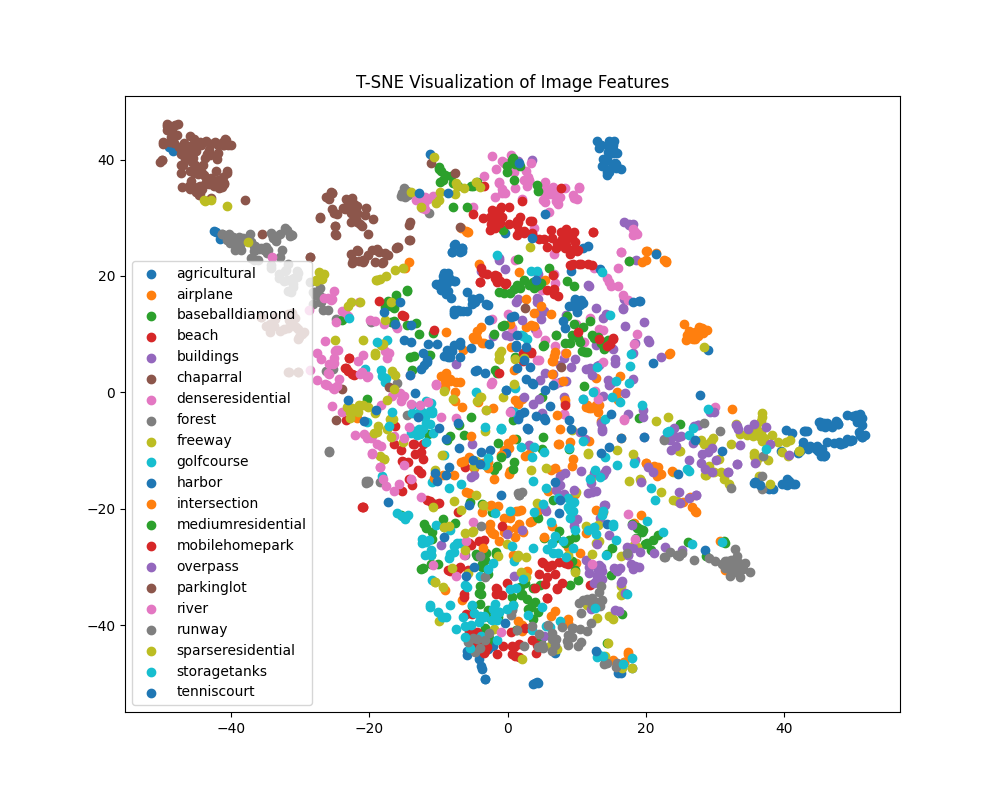 T-SNE Visualization of Image Features
40
20
0
−20
−40
agricultural
airplane
baseballdiamond
beach
buildings
chaparral
denseresidential
forest
freeway
golfcourse
harbor
intersection
mediumresidential
mobilehomepark
overpass
parkinglot
river
runway
sparseresidential
storagetanks
tenniscourt
−40 −20 0 20 40